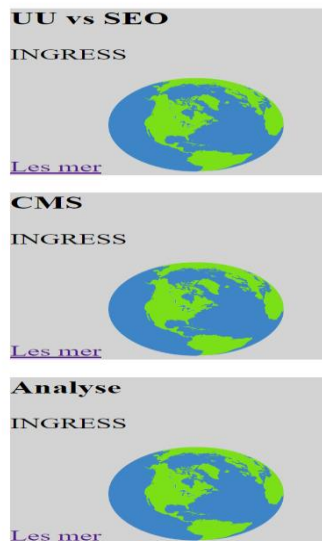 UU vs SEO
INGRESS
Les mer
CMS
INGRESS
Les mer
Analyse
INGRESS
Les mer